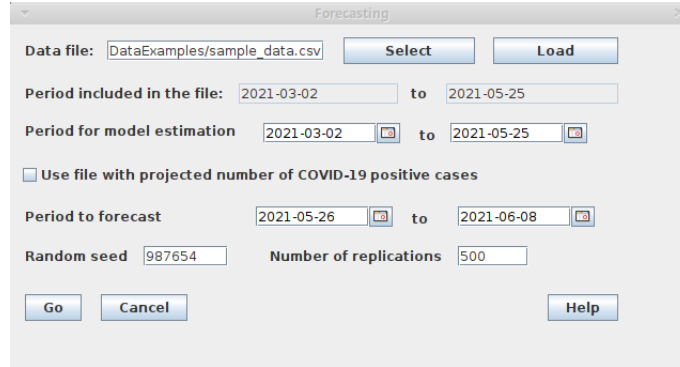 Forecasting
Data file: DataExamples/sample_data.csv Select Load
Period included in the file: 2021-03-02 to 2021-05-25
Period for model estimation 2021-03-02 to 2021-05-25
Use file with projected number of COVID-19 positive cases
Period to forecast 2021-05-26 to 2021-06-08
Random seed 987654 Number of replications 500
Go Cancel Help